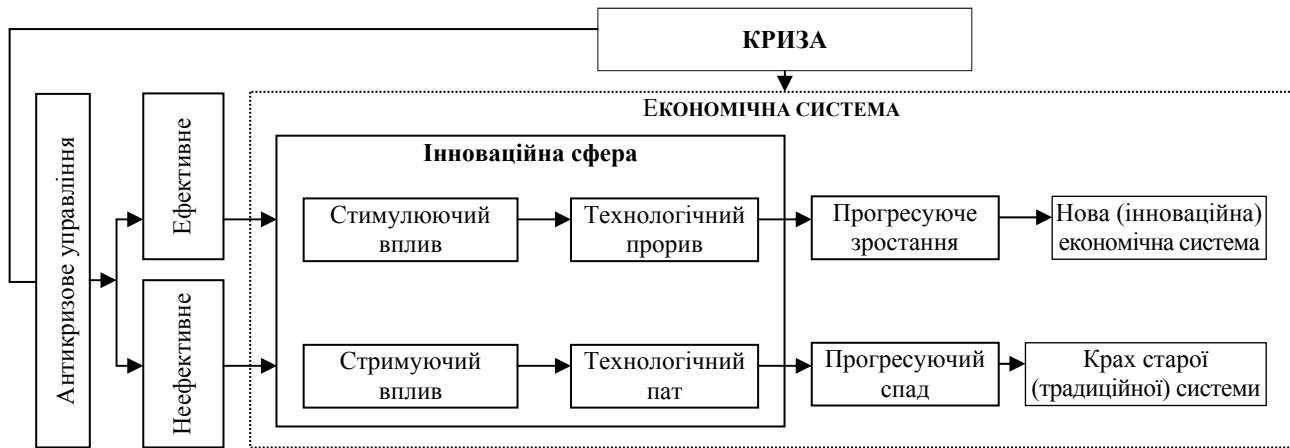 КРИЗА
ЕКОНОМІЧНА СИСТЕМА
Антикризове управління
Ефективне
Неефективне
Інноваційна сфера
Стимулюючий
вплив
Технологічний
прорив
Прогресуюче
зростання
Нова (інноваційна)
економічна система
Стримуючий
вплив
Технологічний
пат
Прогресуючий
спад
Крах старої
(традиційної) системи